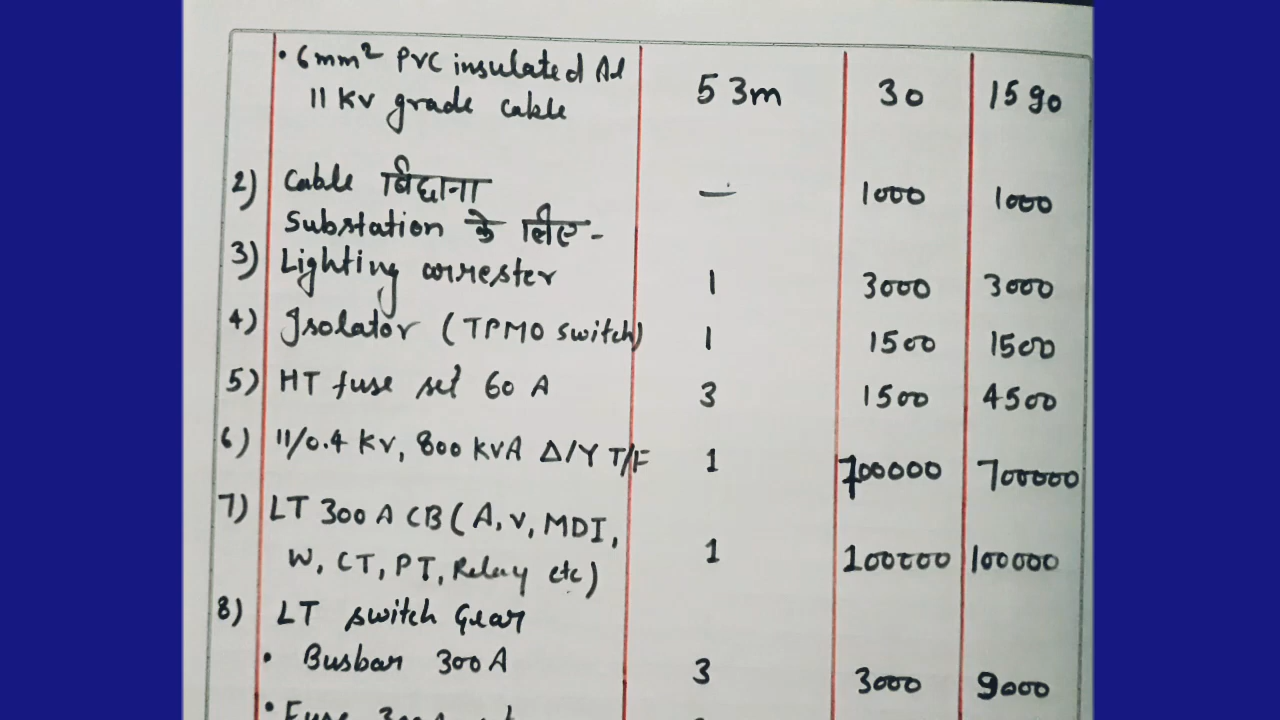 • 6mm² PVC insulated Al 53m 30 1590
11 KV grade cable
2) Cable बिछाना — 1000 1000
Substation के लिए -
3) Lighting arrester 1 3000 3000
4) Isolator (TPMO switch) 1 1500 1500
5) HT fuse set 60 A 3 1500 4500
6) 11/0.4 KV, 800 KVA Δ/Y T/F 1 700000 700000
7) LT 300 A CB (A, V, MDI, 1 100000 100000
W, CT, PT, Relay etc)
8) LT switch Gear
• Busbar 300 A 3 3000 9000
• Fuse 300